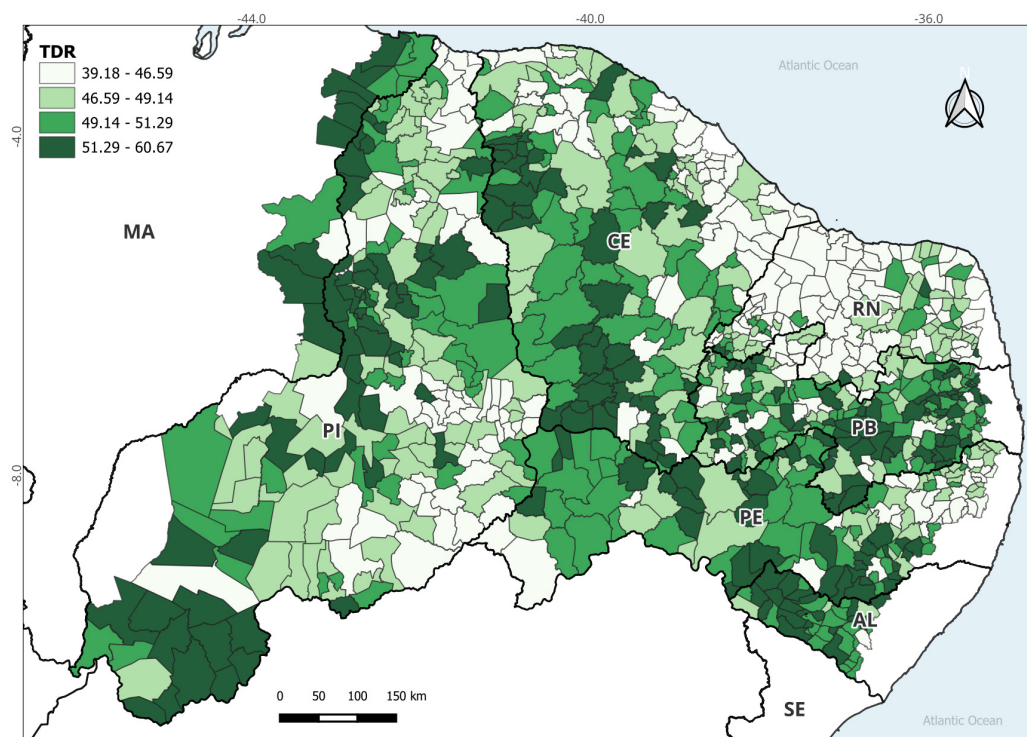 -44.0
-40.0
-36.0
TDR
39.18 - 46.59
46.59 - 49.14
49.14 - 51.29
51.29 - 60.67
Atlantic Ocean
N
-4.0
MA
CE
RN
PI
PB
-8.0
PE
AL
0 50 100 150 km
SE
Atlantic Ocean